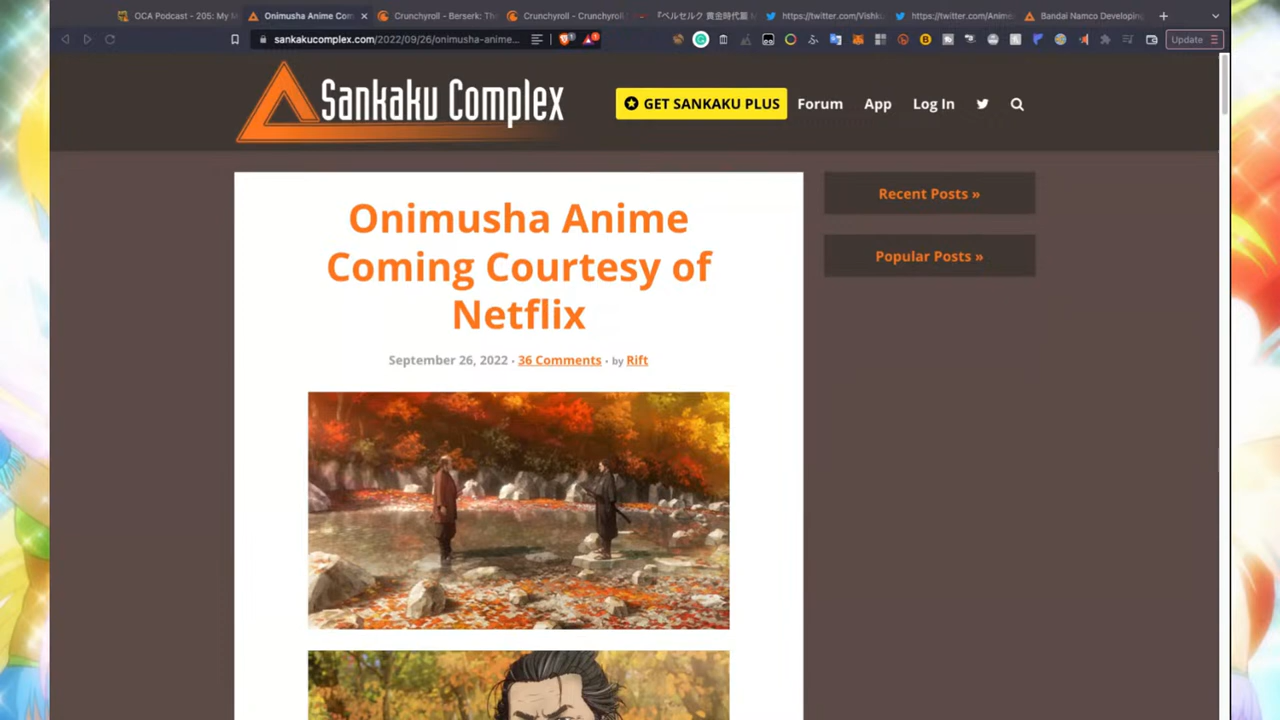 OCA Podcast - 205: My
Onimusha Anime Com
Crunchyroll - Berserk: The
Crunchyroll - Crunchyroll
『ベルセルク 黄金時代篇
https://twitter.com/Vishku
https://twitter.com/Anime
Bandai Namco Developing
sankakucomplex.com/2022/09/26/onimusha-anime...
Update
Sankaku Complex
GET SANKAKU PLUS
Forum
App
Log In
Onimusha Anime
Coming Courtesy of
Netflix
September 26, 2022 · 36 Comments · by Rift
Recent Posts »
Popular Posts »